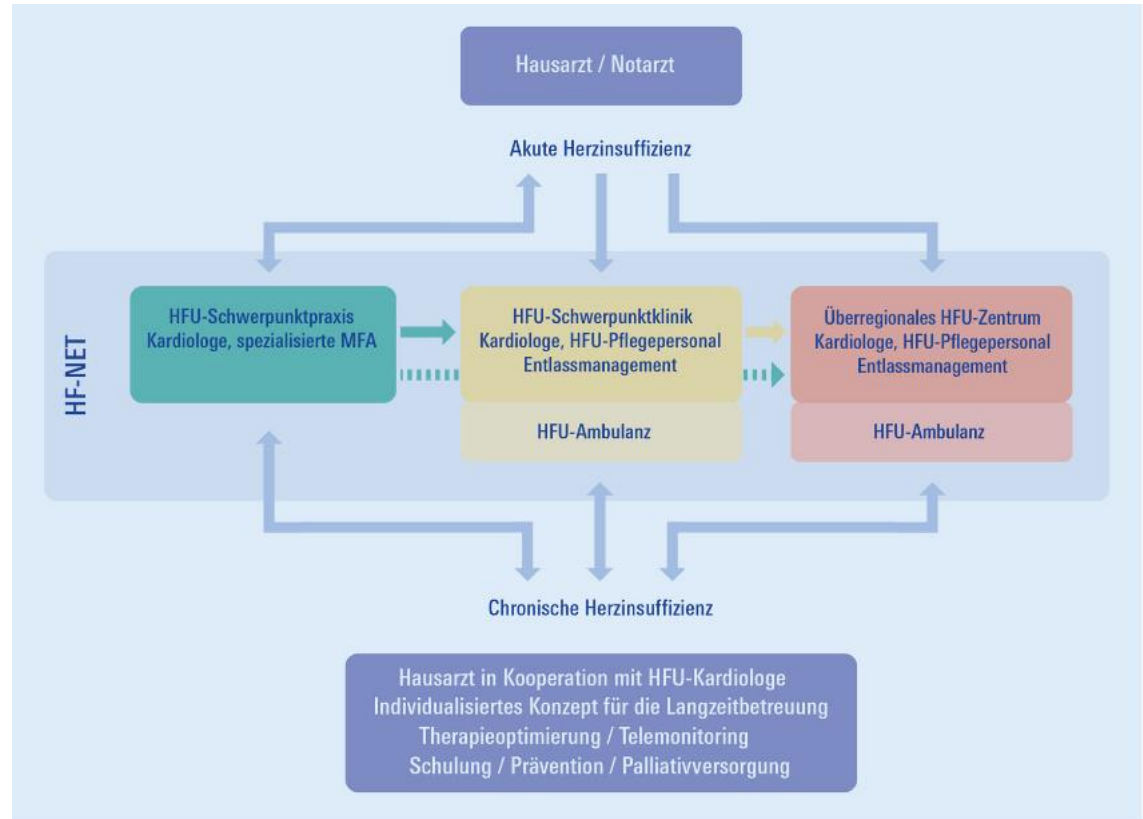 Hausarzt / Notarzt
Akute Herzinsuffizienz
HF-NET
HFU-Schwerpunktpraxis
Kardiologe, spezialisierte MFA
HFU-Schwerpunktklinik
Kardiologe, HFU-Pflegepersonal
Entlassmanagement
HFU-Ambulanz
Überregionales HFU-Zentrum
Kardiologe, HFU-Pflegepersonal
Entlassmanagement
HFU-Ambulanz
Chronische Herzinsuffizienz
Hausarzt in Kooperation mit HFU-Kardiologe
Individualisiertes Konzept für die Langzeitbetreuung
Therapieoptimierung / Telemonitoring
Schulung / Prävention / Palliativversorgung